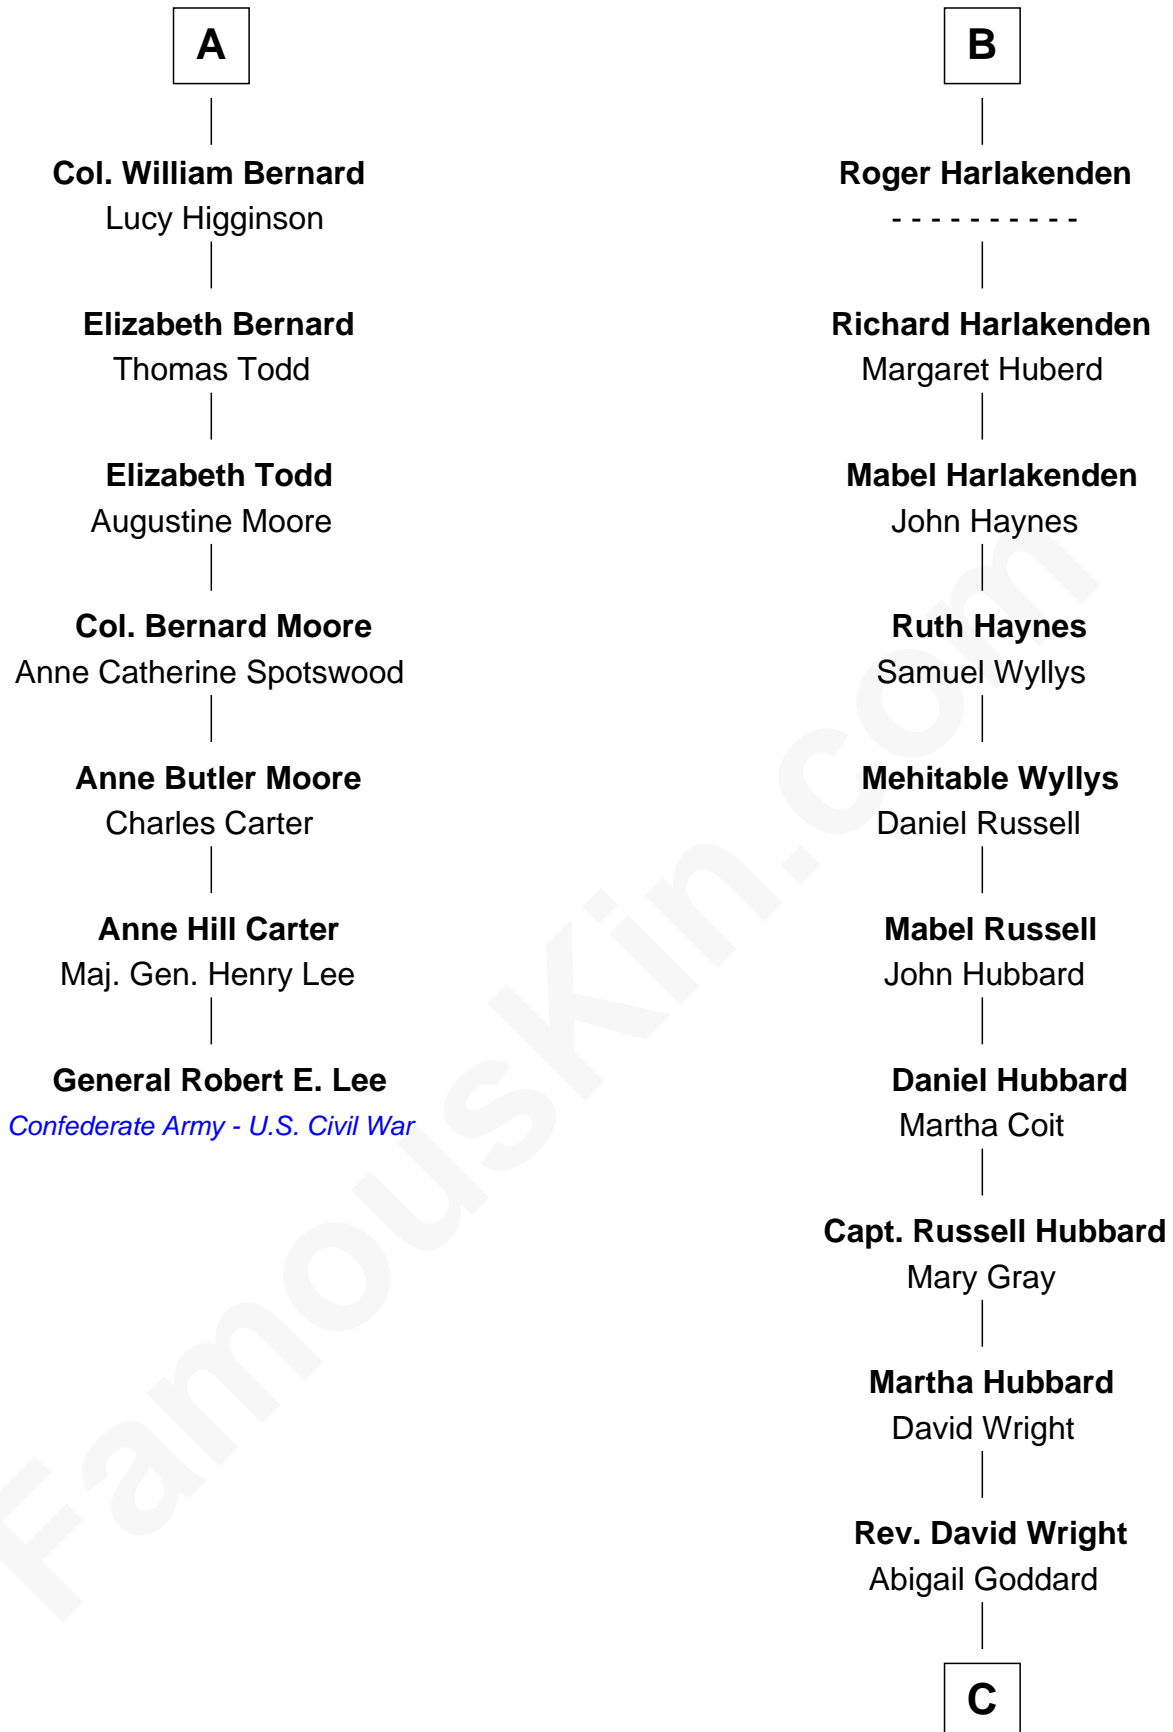 A
Col. William Bernard
Lucy Higginson
Elizabeth Bernard
Thomas Todd
Elizabeth Todd
Augustine Moore
Col. Bernard Moore
Anne Catherine Spotswood
Anne Butler Moore
Charles Carter
Anne Hill Carter
Maj. Gen. Henry Lee
General Robert E. Lee
Confederate Army - U.S. Civil War
B
Roger Harlakenden
- - - - - - - - - -
Richard Harlakenden
Margaret Huberd
Mabel Harlakenden
John Haynes
Ruth Haynes
Samuel Wyllys
Mehitable Wyllys
Daniel Russell
Mabel Russell
John Hubbard
Daniel Hubbard
Martha Coit
Capt. Russell Hubbard
Mary Gray
Martha Hubbard
David Wright
Rev. David Wright
Abigail Goddard
C
FamousKin.com